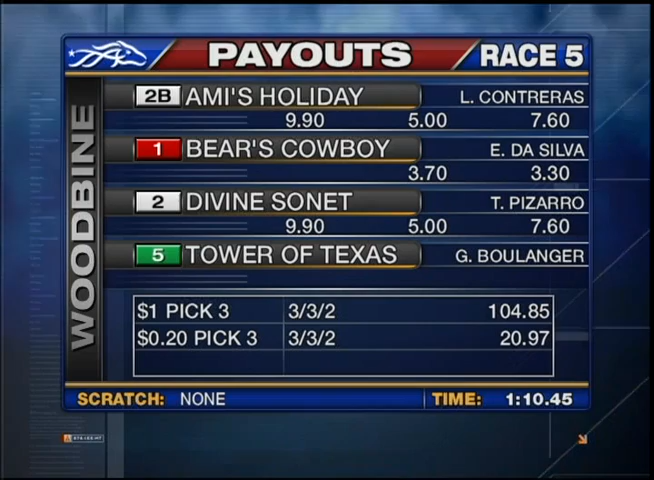 PAYOUTS RACE 5
WOODBINE
2B AMI'S HOLIDAY L. CONTRERAS
9.90 5.00 7.60
1 BEAR'S COWBOY E. DA SILVA
3.70 3.30
2 DIVINE SONET T. PIZARRO
9.90 5.00 7.60
5 TOWER OF TEXAS G. BOULANGER
$1 PICK 3 3/3/2 104.85
$0.20 PICK 3 3/3/2 20.97
SCRATCH: NONE TIME: 1:10.45